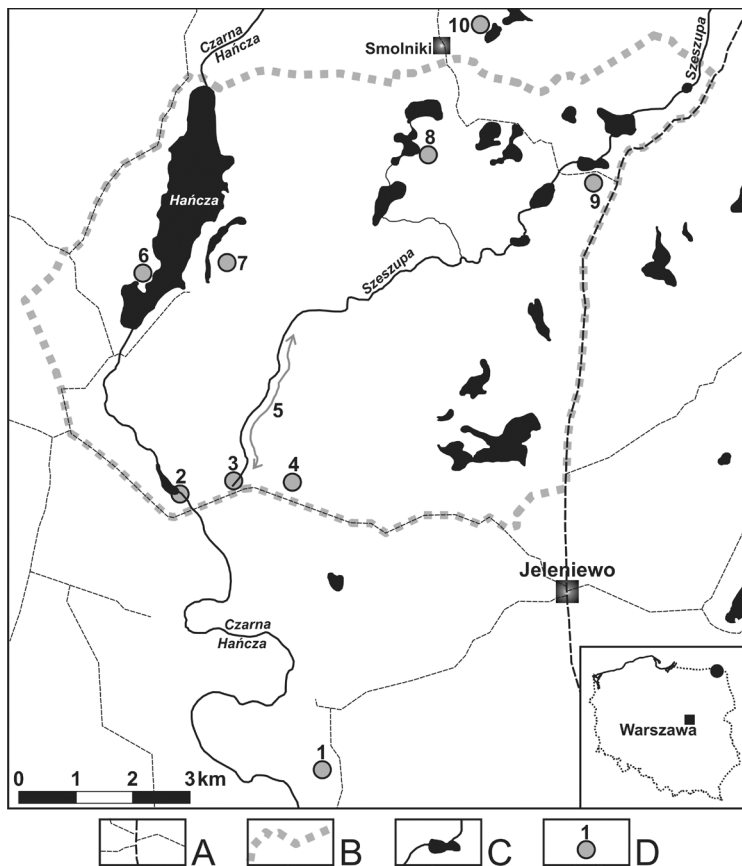 10
Czarna
Hańcza
Smolniki
Szeszupa
8
Hańcza
9
6
7
Szeszupa
5
3
4
2
Jeleniewo
Czarna
Hańcza
Warszawa
1
0 1 2 3 km
A B C 1 D